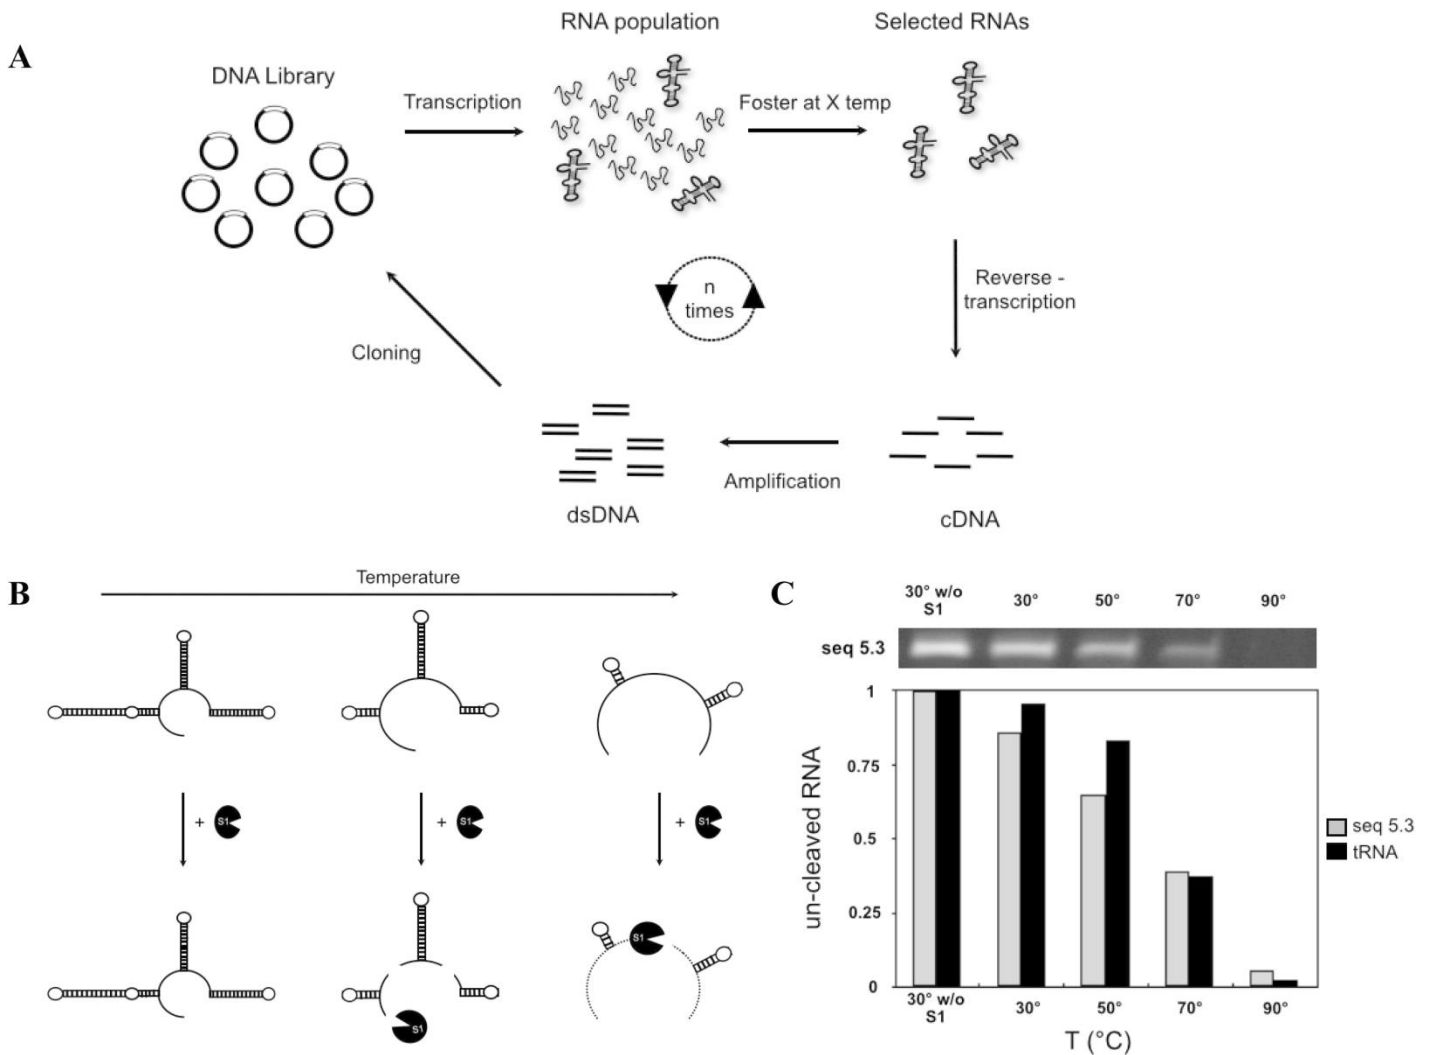 A
RNA population
Selected RNAs
DNA Library
Transcription
Foster at X temp
n
times
Reverse -
transcription
Cloning
Amplification
dsDNA
cDNA
B
Temperature
+ S1
+ S1
+ S1
S1
S1
C
30° w/o
S1
30°
50°
70°
90°
seq 5.3
1
0.75
0.5
0.25
0
un-cleaved RNA
seq 5.3
tRNA
30° w/o
S1
30°
50°
70°
90°
T (°C)